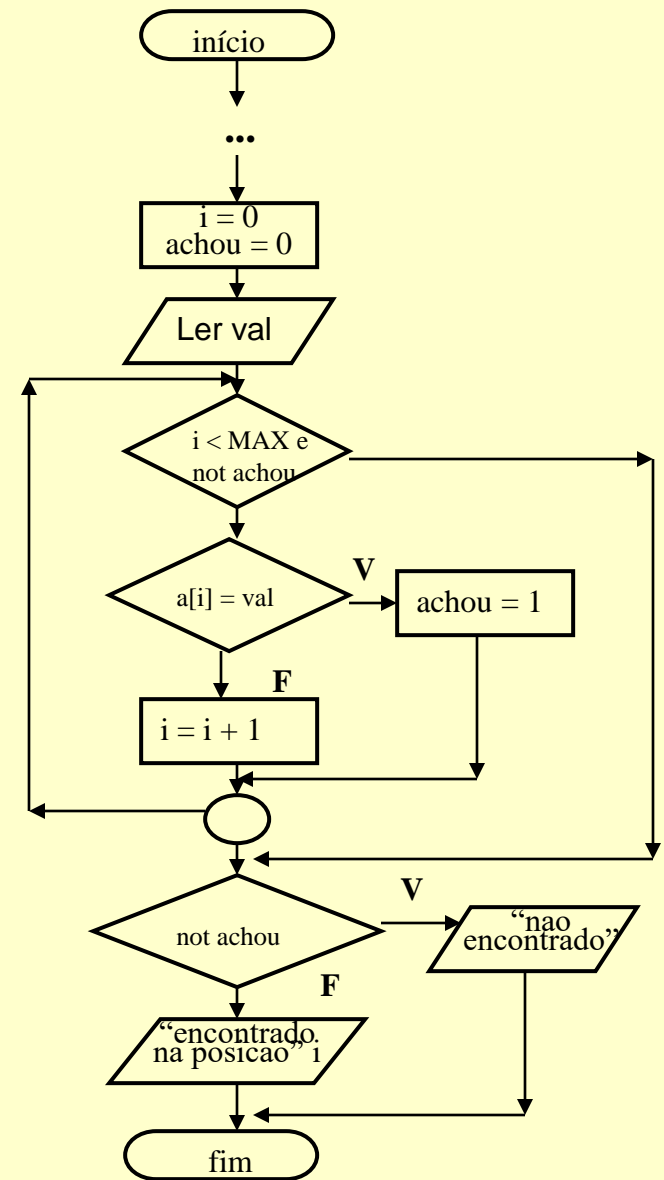 início
...
i = 0
achou = 0
Ler val
i < MAX e
not achou
a[i] = val
V
achou = 1
F
i = i + 1
not achou
V
“nao
encontrado”
F
“encontrado
na posicao” i
fim